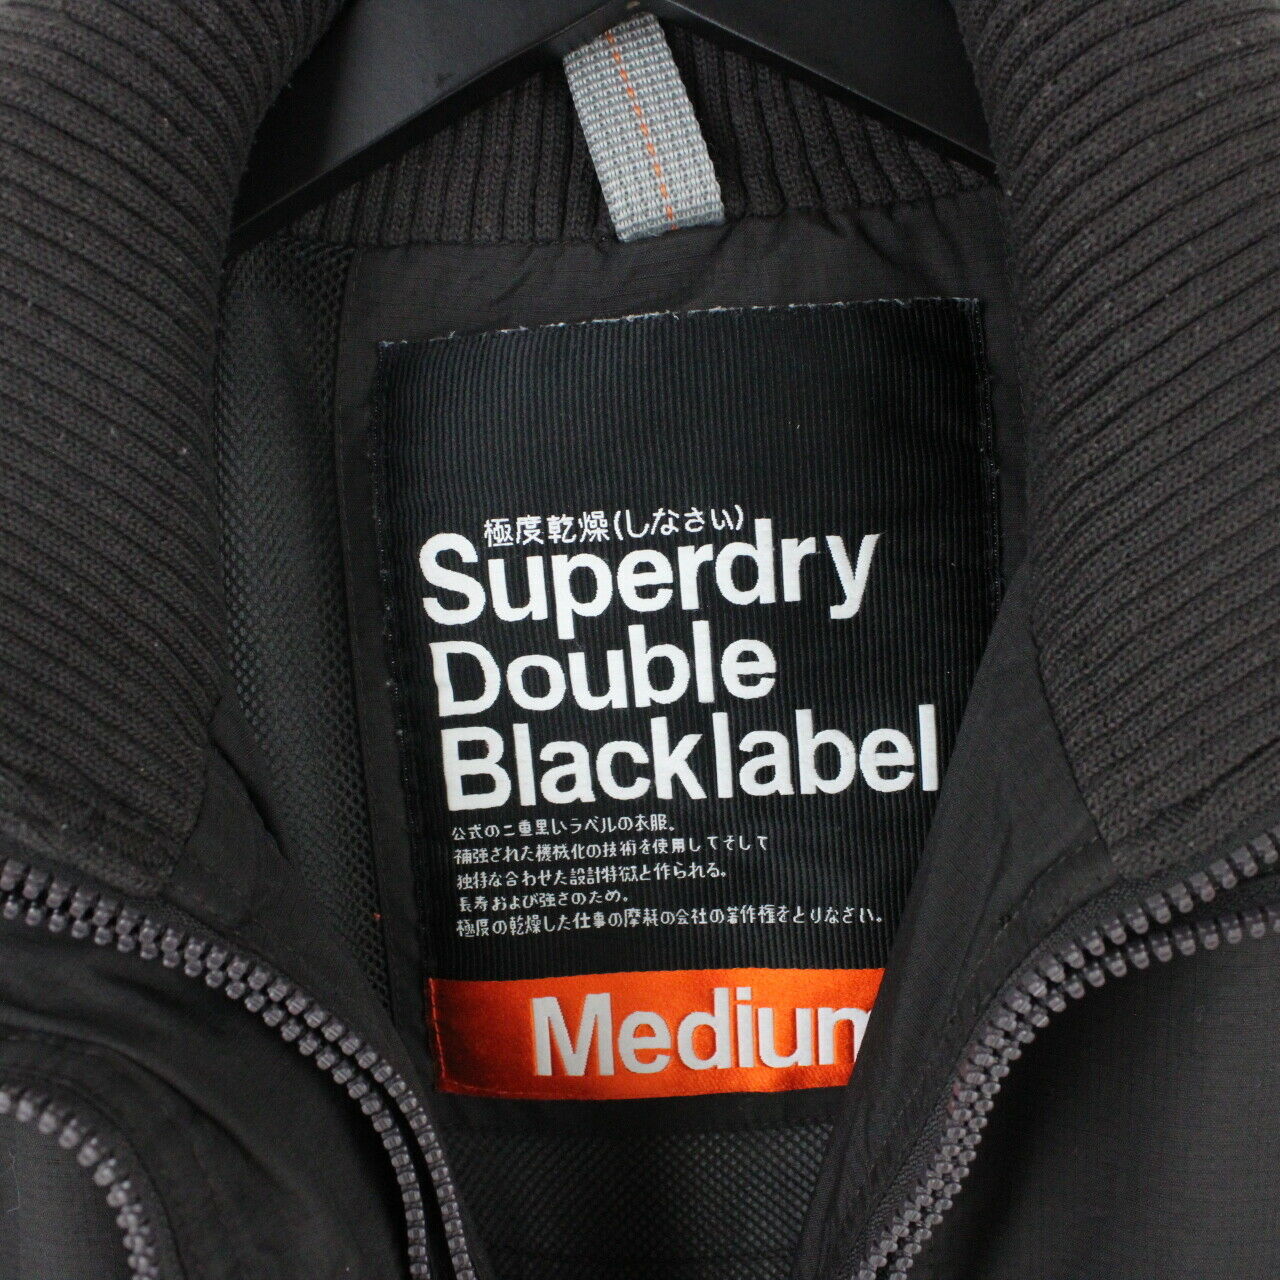 極度乾燥(しなさい)
Superdry
Double
Blacklabel
公式の二重黒いラベルの衣服。
補強された機械化の技術を使用してそして
独特な合わせた設計特徴と作られる。
長寿および強さのため。
極度の乾燥した仕事の摩耗の会社の著作権をとりなさい。
Medium